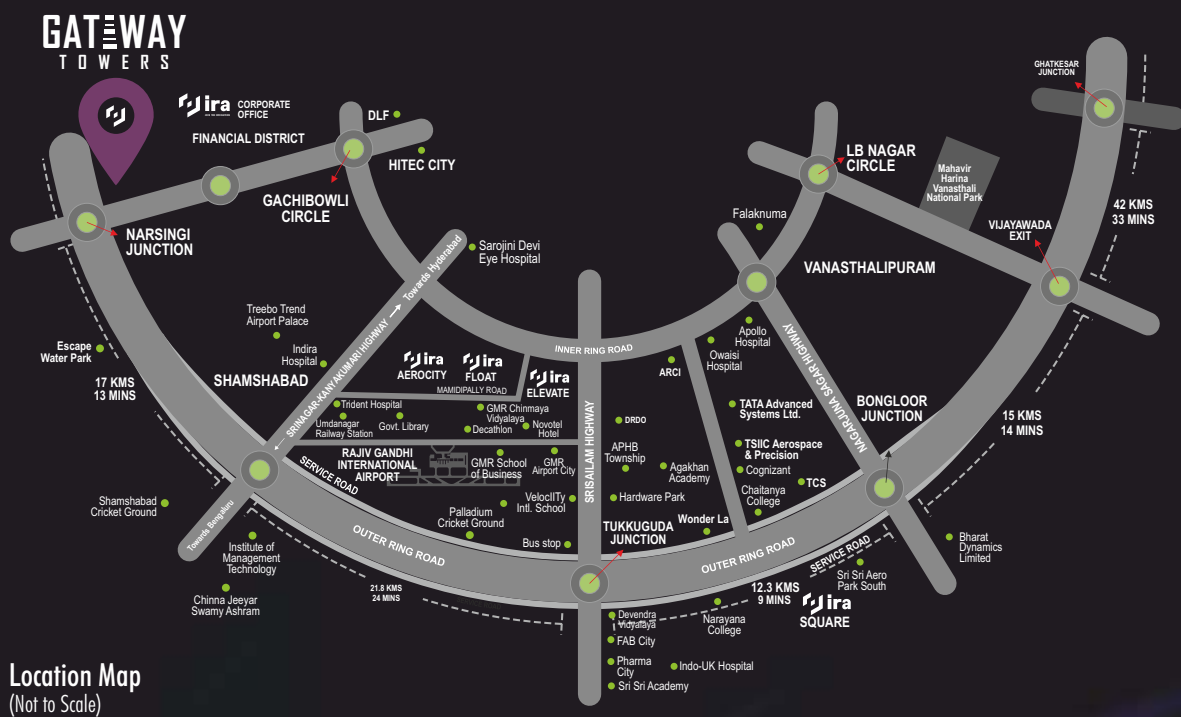 GATEWAY
TOWERS
ira
CORPORATE
OFFICE
FINANCIAL DISTRICT
DLF
HITEC CITY
GACHIBOWLI
CIRCLE
NARSINGI
JUNCTION
GHATKESAR
JUNCTION
LB NAGAR
CIRCLE
Mahavir
Harina
Vanasthali
National Park
VIJAYAWADA
EXIT
42 KMS
33 MINS
Falaknuma
VANASTHALIPURAM
Sarojini Devi
Eye Hospital
Towards Hyderabad
SRINAGAR-KANYAKUMARI HIGHWAY
Treebo Trend
Airport Palace
Indira
Hospital
Escape
Water Park
SHAMSHABAD
17 KMS
13 MINS
INNER RING ROAD
ira
AEROCITY
ira
FLOAT
ira
ELEVATE
MAMIDIPALLY ROAD
Trident Hospital
Umdanagar
Railway Station
Govt. Library
GMR Chinmaya
Vidyalaya
Decathlon
Novotel
Hotel
RAJIV GANDHI
INTERNATIONAL
AIRPORT
GMR School
of Business
GMR
Airport City
SERVICE ROAD
VelocIITy
Intl. School
Palladium
Cricket Ground
Bus stop
SRISAILAM HIGHWAY
ARCI
Owaisi
Hospital
Apollo
Hospital
NAGARJUNA SAGAR HIGHWAY
BONGLOOR
JUNCTION
DRDO
APHB
Township
Agakhan
Academy
Hardware Park
TATA Advanced
Systems Ltd.
TSIIC Aerospace
& Precision
Cognizant
TCS
Chaitanya
College
Wonder La
TUKKUGUDA
JUNCTION
15 KMS
14 MINS
Shamshabad
Cricket Ground
Towards Bengaluru
Institute of
Management
Technology
Chinna Jeeyar
Swamy Ashram
OUTER RING ROAD
OUTER RING ROAD
SERVICE ROAD
21.8 KMS
24 MINS
12.3 KMS
9 MINS
ira
SQUARE
Sri Sri Aero
Park South
Bharat
Dynamics
Limited
Devendra
Vidyalaya
FAB City
Pharma
City
Sri Sri Academy
Narayana
College
Indo-UK Hospital
Location Map
(Not to Scale)